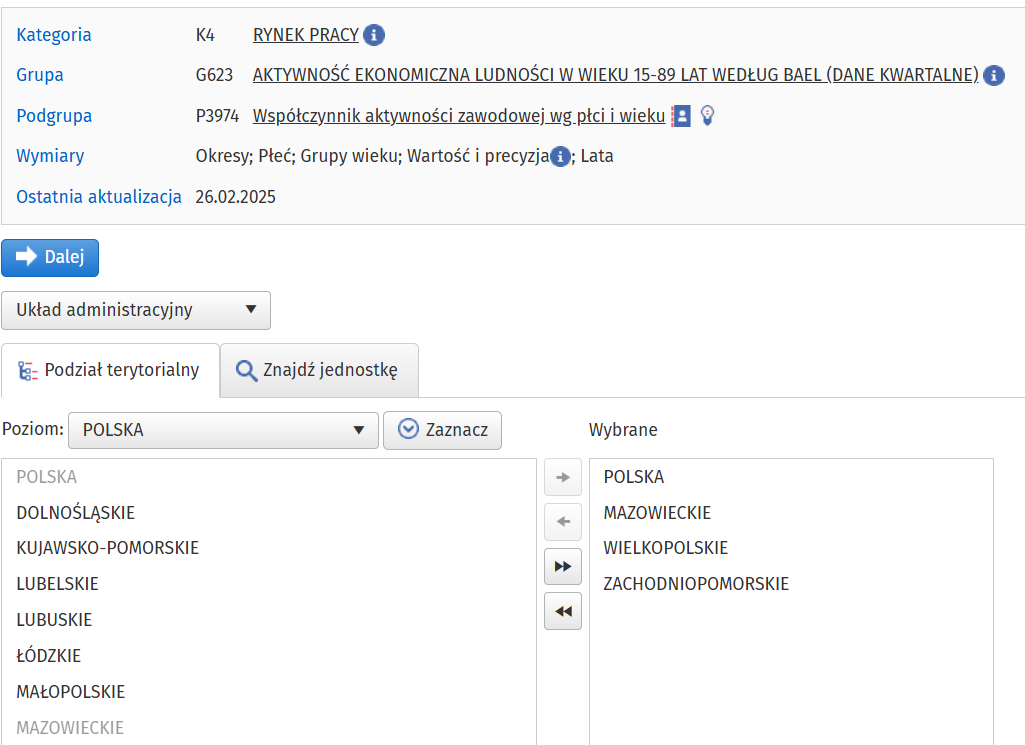 Kategoria K4 RYNEK PRACY
Grupa G623 AKTYWNOŚĆ EKONOMICZNA LUDNOŚCI W WIEKU 15-89 LAT WEDŁUG BAEL (DANE KWARTALNE)
Podgrupa P3974 Współczynnik aktywności zawodowej wg płci i wieku
Wymiary Okresy; Płeć; Grupy wieku; Wartość i precyzja; Lata
Ostatnia aktualizacja 26.02.2025
Dalej
Układ administracyjny
Podział terytorialny Znajdź jednostkę
Poziom: POLSKA Zaznacz Wybrane
POLSKA
DOLNOŚLĄSKIE
KUJAWSKO-POMORSKIE
LUBELSKIE
LUBUSKIE
ŁÓDZKIE
MAŁOPOLSKIE
MAZOWIECKIE
POLSKA
MAZOWIECKIE
WIELKOPOLSKIE
ZACHODNIOPOMORSKIE